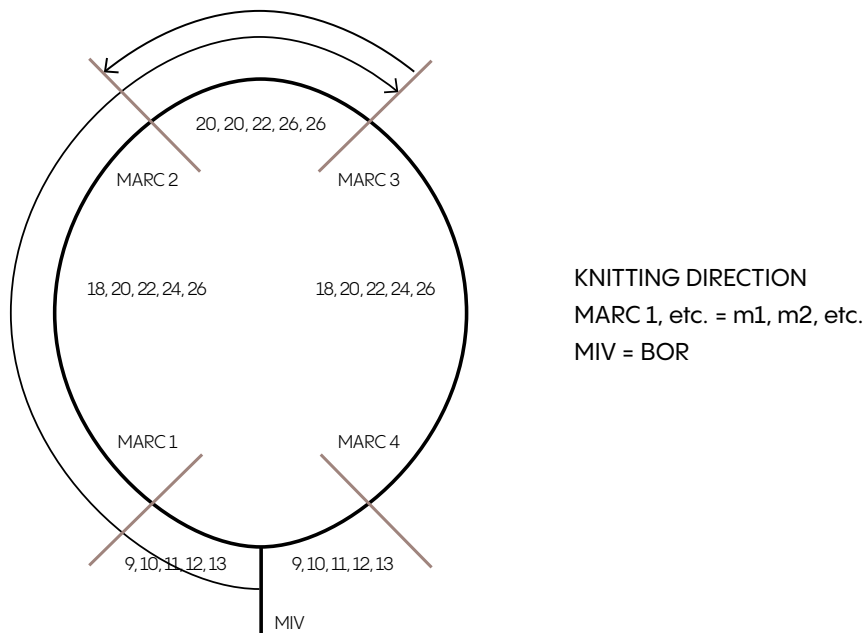 20, 20, 22, 26, 26
MARC 2
MARC 3
18, 20, 22, 24, 26
18, 20, 22, 24, 26
KNITTING DIRECTION
MARC 1, etc. = m1, m2, etc.
MIV = BOR
MARC 1
MARC 4
9, 10, 11, 12, 13
9, 10, 11, 12, 13
MIV